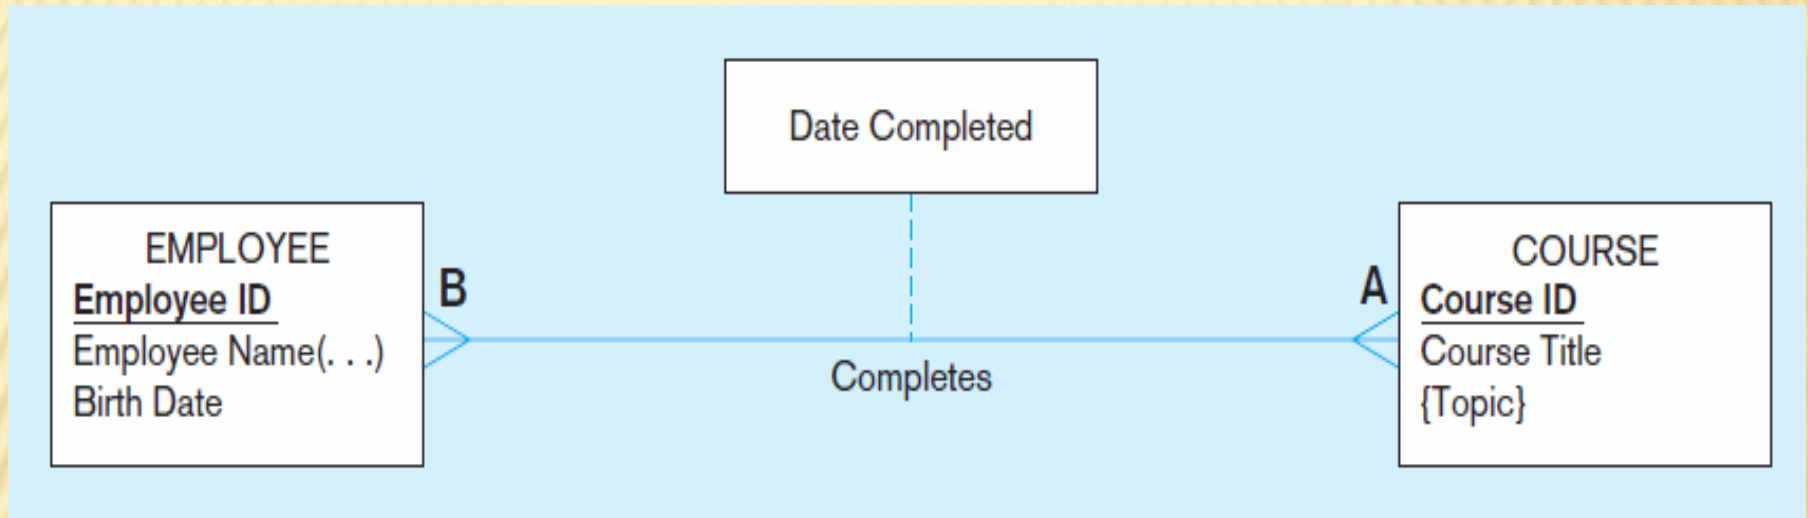 Date Completed
EMPLOYEE
Employee ID
Employee Name(. . .)
Birth Date
B
Completes
A
COURSE
Course ID
Course Title
{Topic}